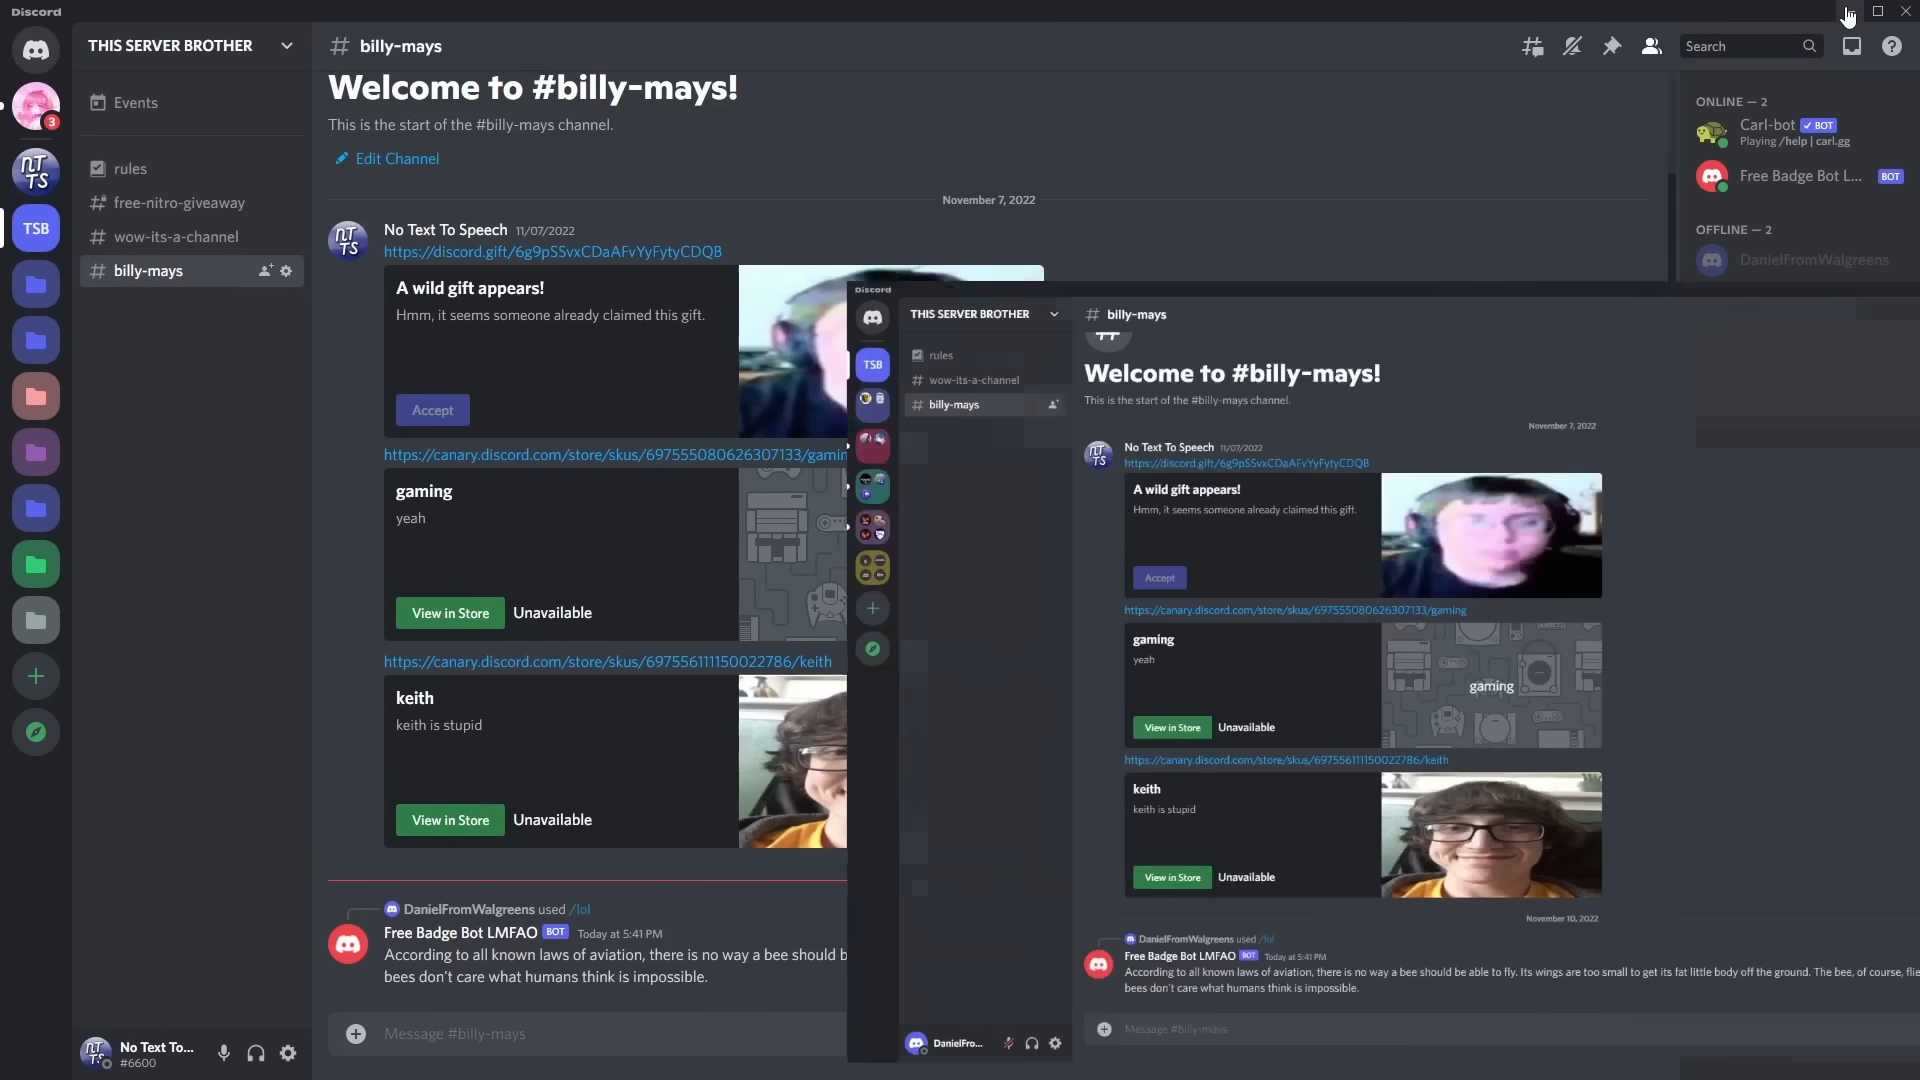 Discord
THIS SERVER BROTHER
# billy-mays
Search
3
Events
rules
free-nitro-giveaway
wow-its-a-channel
billy-mays
TSB
Welcome to #billy-mays!
This is the start of the #billy-mays channel.
Edit Channel
November 7, 2022
No Text To Speech 11/07/2022
https://discord.gift/6g9pSSvxCDaAFvYyFytyCDQB
A wild gift appears!
Hmm, it seems someone already claimed this gift.
Accept
https://canary.discord.com/store/skus/697555080626307133/gamin
gaming
yeah
View in Store Unavailable
https://canary.discord.com/store/skus/697556111150022786/keith
keith
keith is stupid
View in Store Unavailable
DanielFromWalgreens used /lol
Free Badge Bot LMFAO BOT Today at 5:41 PM
According to all known laws of aviation, there is no way a bee should b
bees don't care what humans think is impossible.
Message #billy-mays
NTTS
No Text To...
#6600
ONLINE — 2
Carl-bot BOT
Playing /help | carl.gg
Free Badge Bot L... BOT
OFFLINE — 2
DanielFromWalgreens
Discord
THIS SERVER BROTHER
# billy-mays
TSB
rules
wow-its-a-channel
billy-mays
Welcome to #billy-mays!
This is the start of the #billy-mays channel.
November 7, 2022
No Text To Speech 11/07/2022
https://discord.gift/6g9pSSvxCDaAFvYyFytyCDQB
A wild gift appears!
Hmm, it seems someone already claimed this gift.
Accept
https://canary.discord.com/store/skus/697555080626307133/gaming
gaming
yeah
gaming
View in Store Unavailable
https://canary.discord.com/store/skus/697556111150022786/keith
keith
keith is stupid
View in Store Unavailable
November 10, 2022
DanielFromWalgreens used /lol
Free Badge Bot LMFAO BOT Today at 5:41 PM
According to all known laws of aviation, there is no way a bee should be able to fly. Its wings are too small to get its fat little body off the ground. The bee, of course, flie
bees don't care what humans think is impossible.
Message #billy-mays
DanielFro...